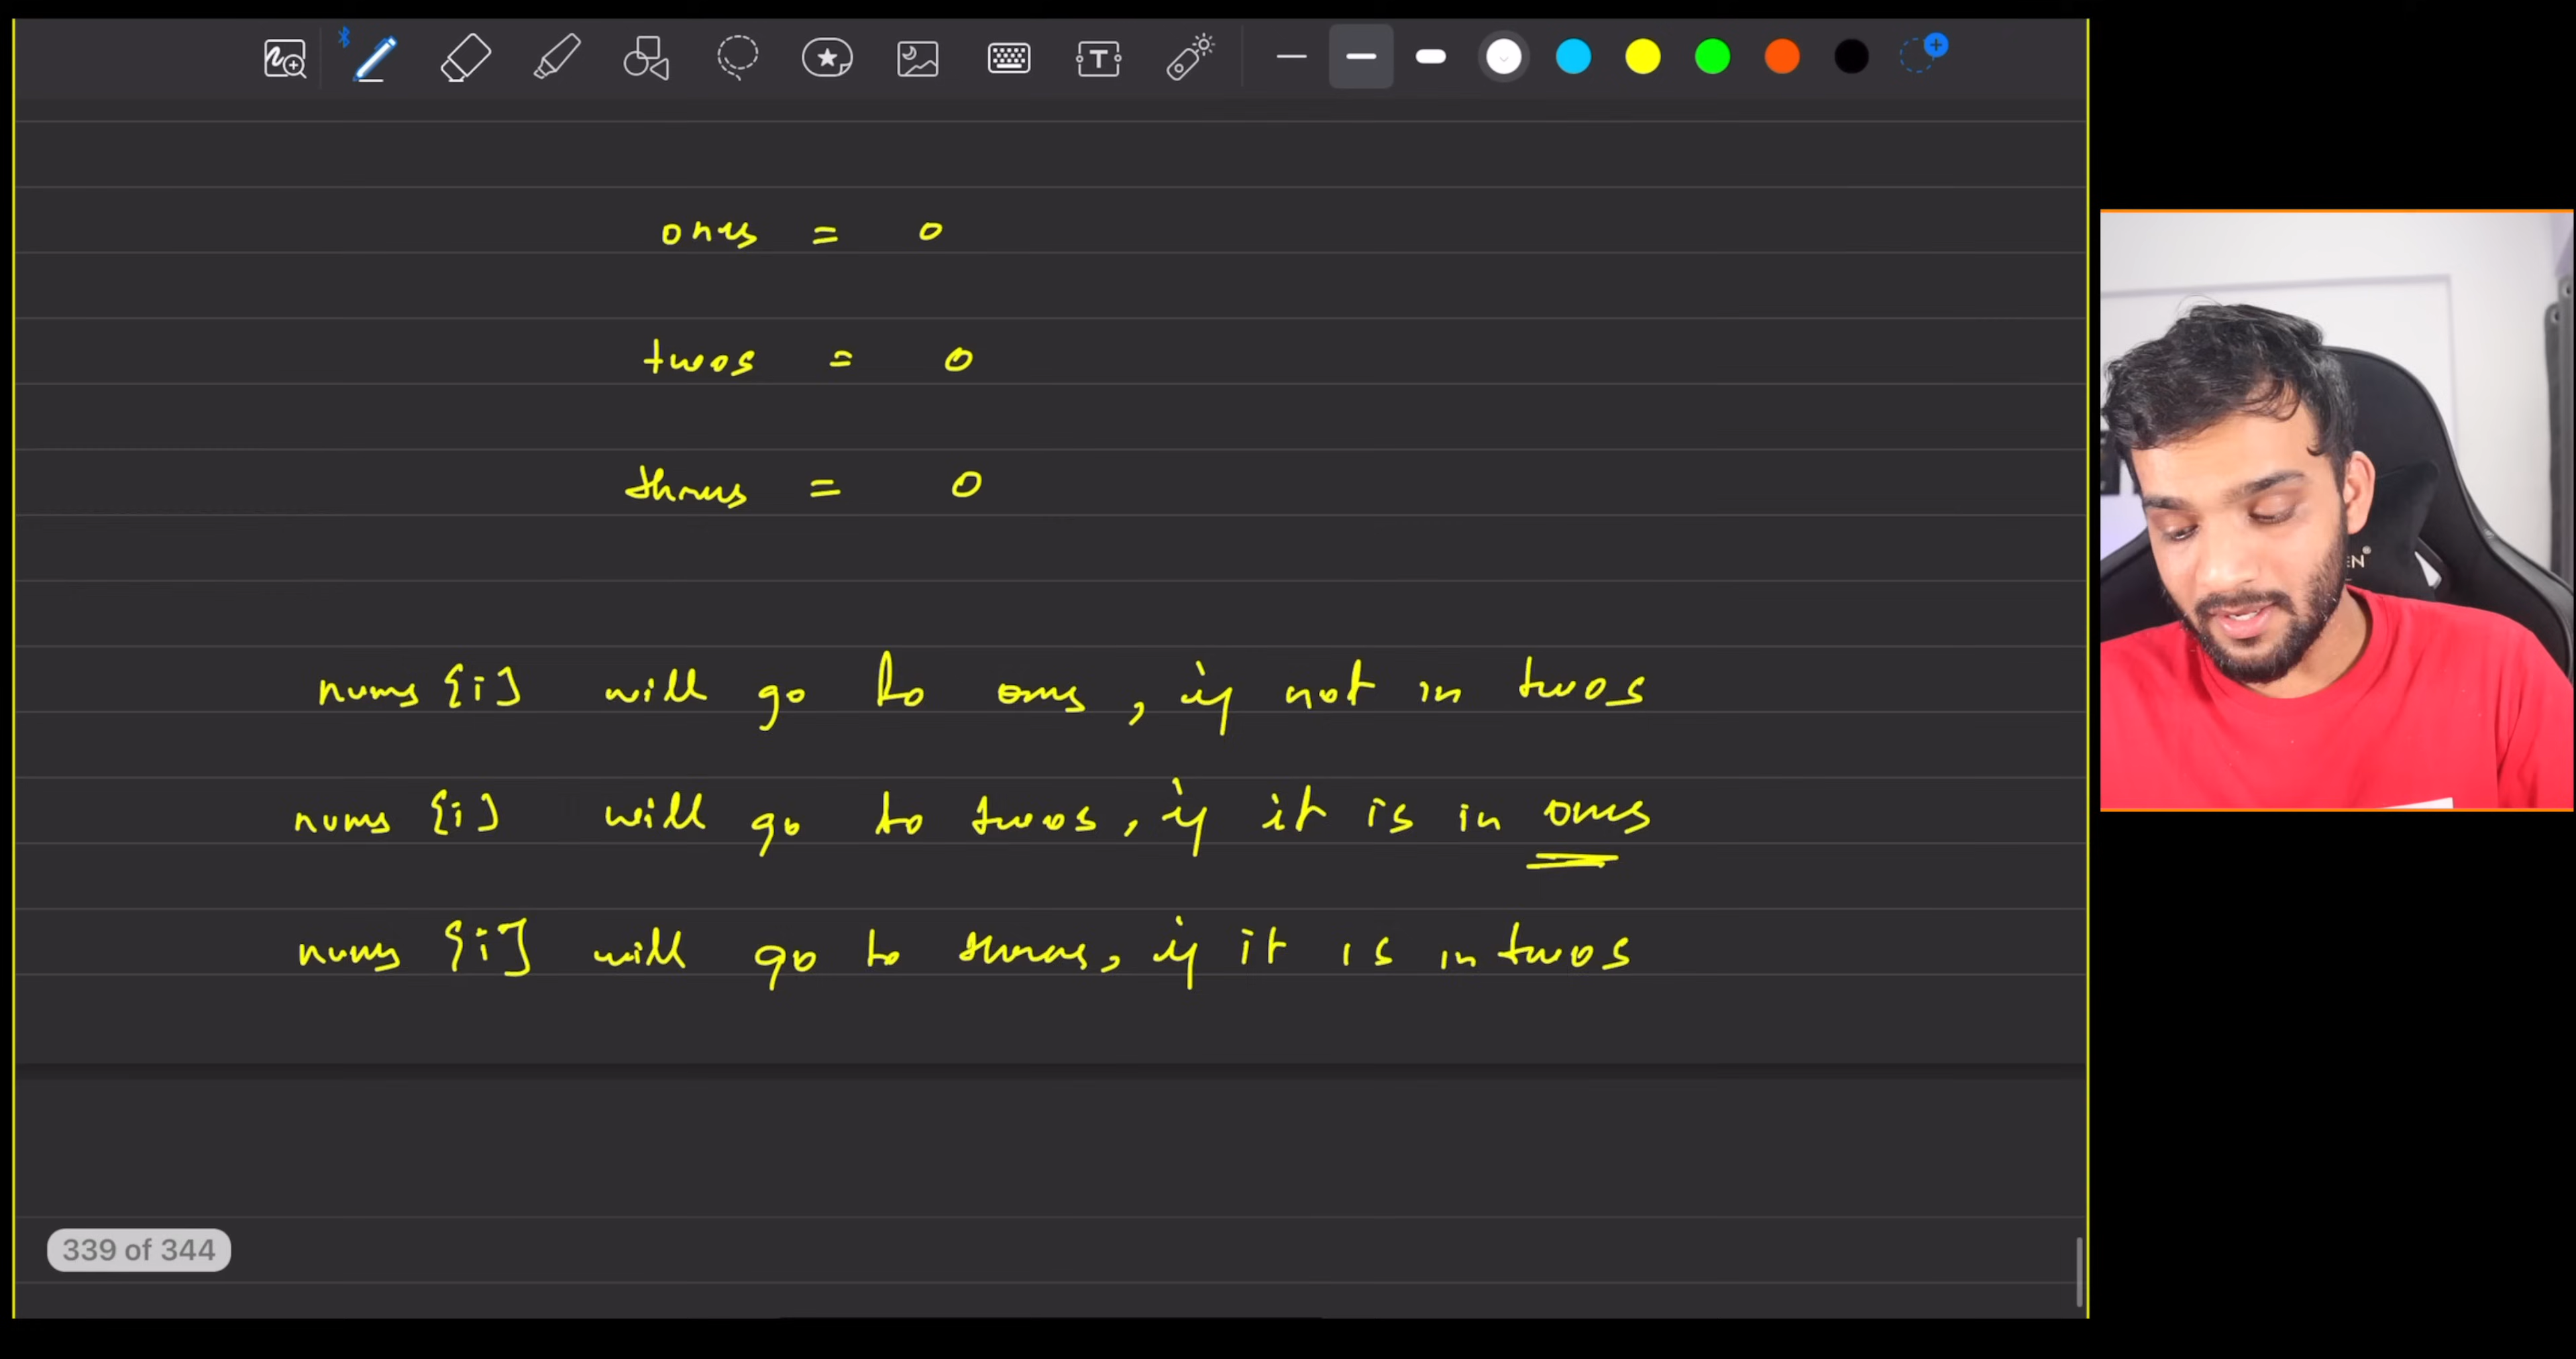 ones = 0
twos = 0
threes = 0
nums [i] will go to ones, if not in twos
nums [i] will go to twos, if it is in ones
nums [i] will go to threes, if it is in twos
339 of 344
T
EN®